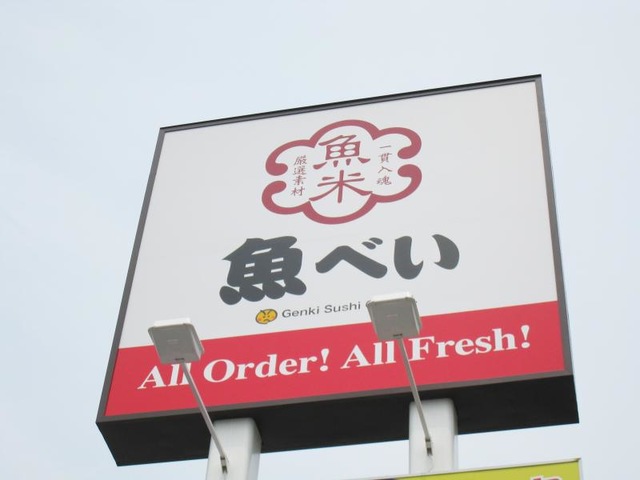 魚米
一貫入魂
厳選素材
魚べい
Genki Sushi
All Order! All Fresh!